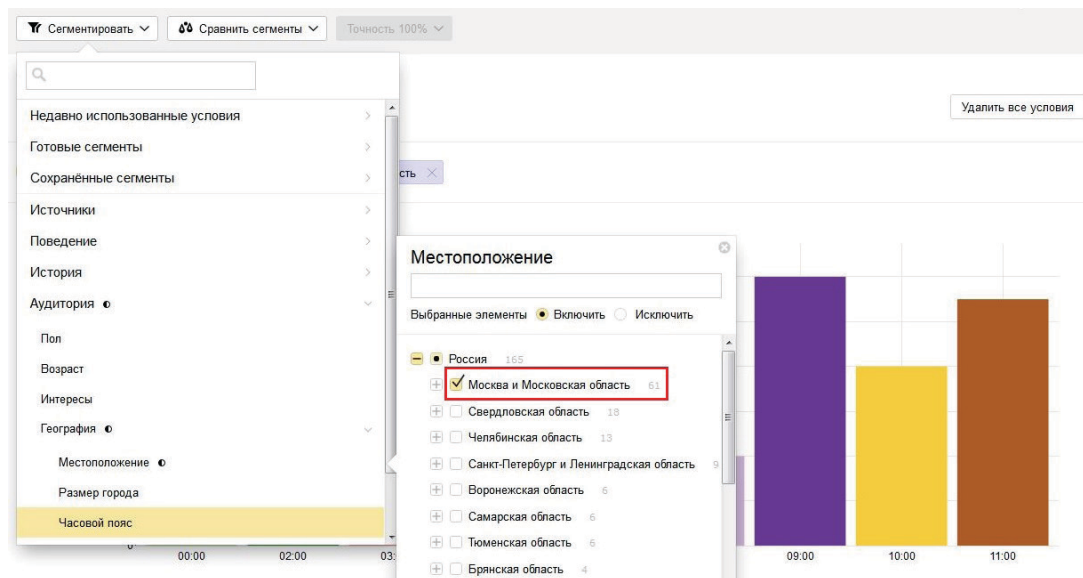 Сегментировать Сравнить сегменты Точность 100%
Удалить все условия
Недавно использованные условия
Готовые сегменты
Сохранённые сегменты
сть
Источники
Поведение
История
Аудитория
Пол
Возраст
Интересы
География
Местоположение
Размер города
Часовой пояс
Местоположение
Выбранные элементы Включить Исключить
Россия 165
Москва и Московская область 61
Свердловская область 18
Челябинская область 13
Санкт-Петербург и Ленинградская область 9
Воронежская область 6
Самарская область 6
Тюменская область 6
Брянская область 4
0 00:00 02:00 03: 09:00 10:00 11:00